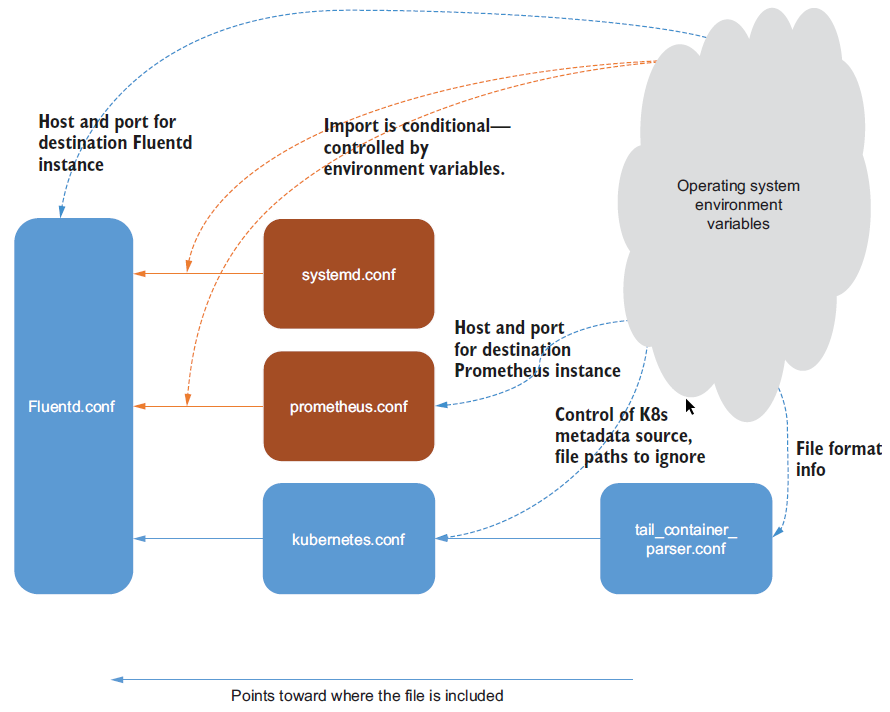 Host and port for
destination Fluentd
instance
Import is conditional—
controlled by
environment variables.
Operating system
environment
variables
systemd.conf
Host and port
for destination
Prometheus instance
Fluentd.conf
prometheus.conf
Control of K8s
metadata source,
file paths to ignore
File format
info
kubernetes.conf
tail_container_
parser.conf
Points toward where the file is included